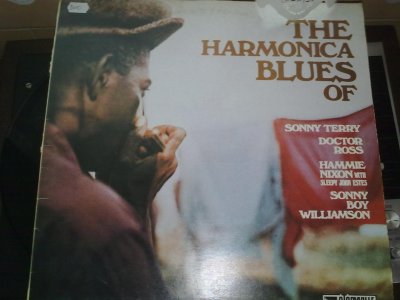 THE
HARMONICA
BLUES
OF
SONNY TERRY
DOCTOR
ROSS
HAMMIE
NIXON WITH
SLEEPY JOHN ESTES
SONNY
BOY
WILLIAMSON